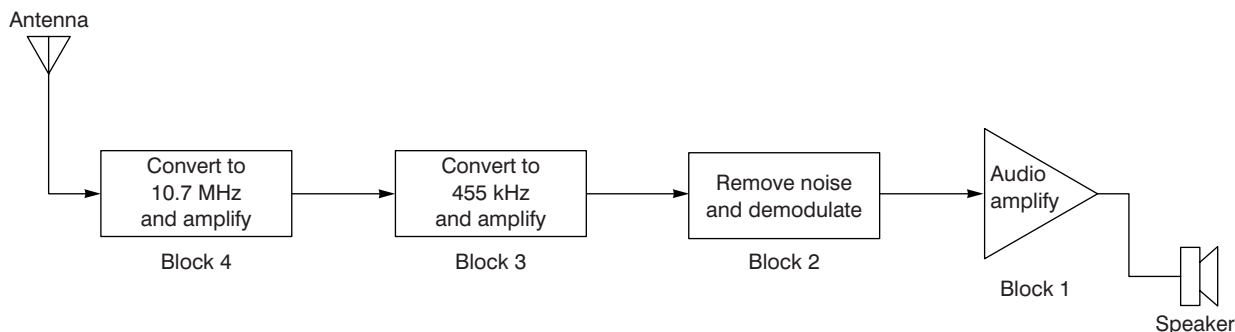 Antenna
Convert to
10.7 MHz
and amplify
Block 4
Convert to
455 kHz
and amplify
Block 3
Remove noise
and demodulate
Block 2
Audio
amplify
Block 1
Speaker